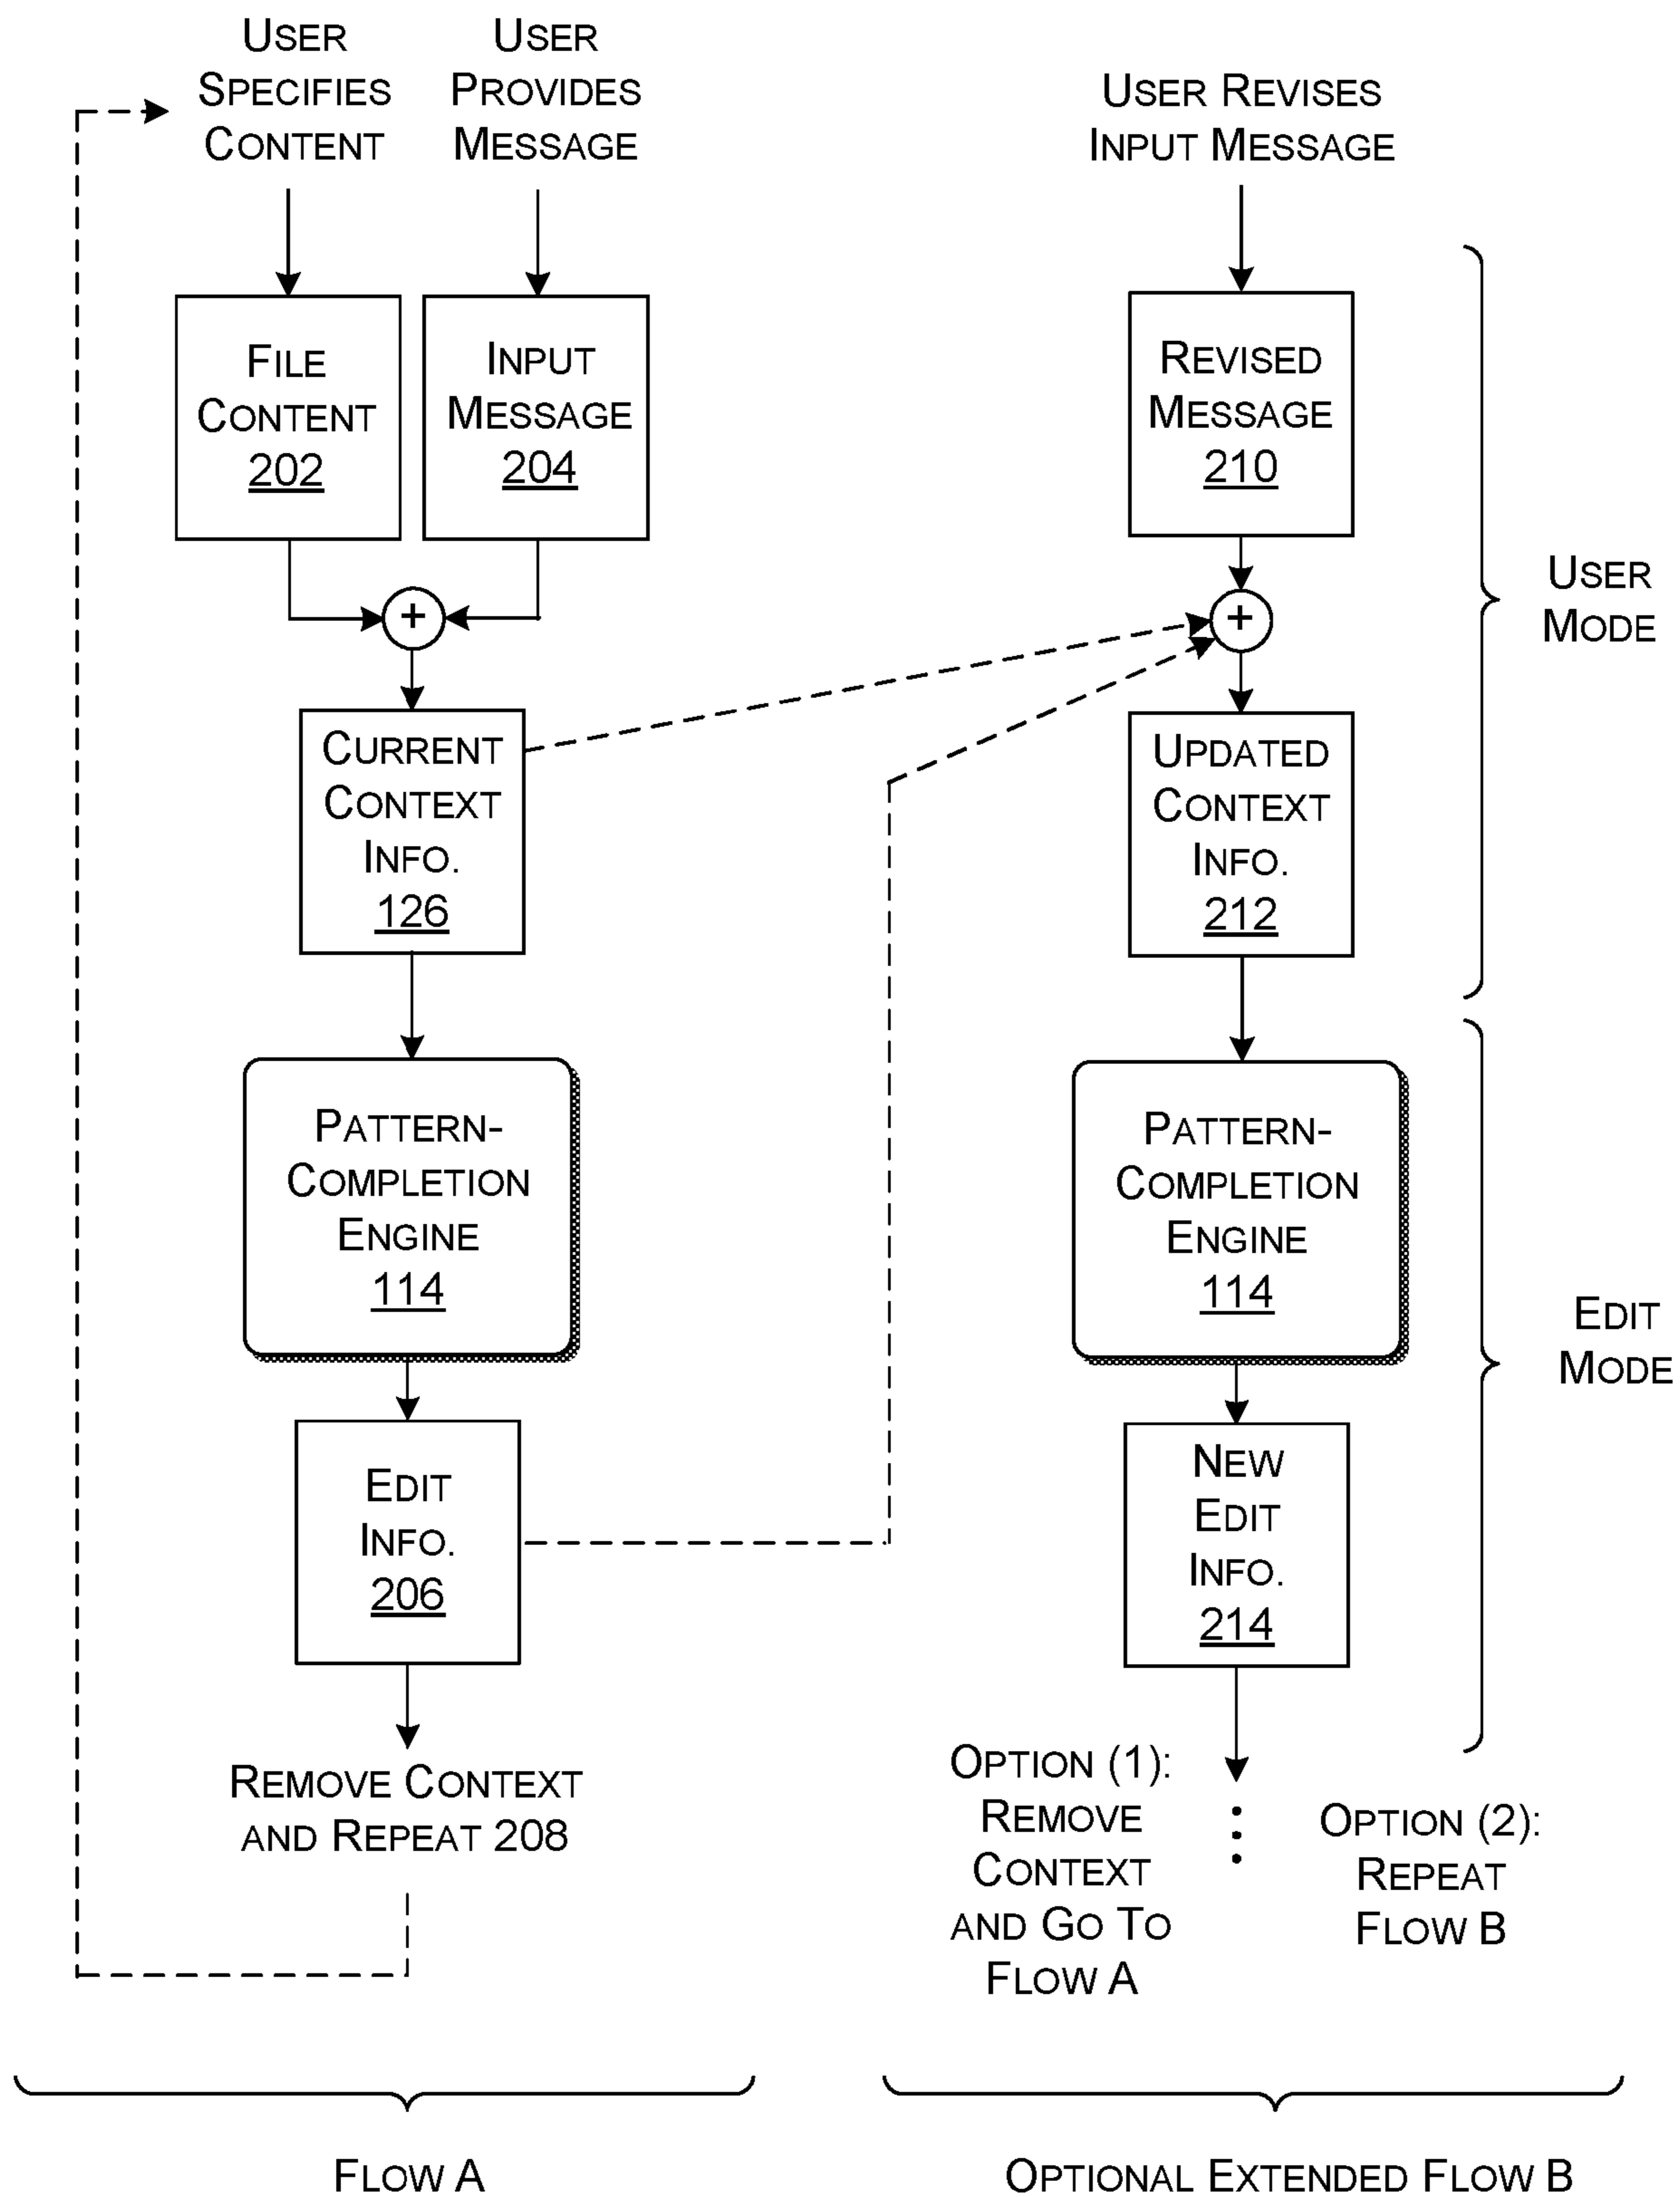 USER
SPECIFIES
CONTENT
USER
PROVIDES
MESSAGE
USER REVISES
INPUT MESSAGE
FILE
CONTENT
202
INPUT
MESSAGE
204
REVISED
MESSAGE
210
+
+
USER
MODE
CURRENT
CONTEXT
INFO.
126
UPDATED
CONTEXT
INFO.
212
PATTERN-
COMPLETION
ENGINE
114
PATTERN-
COMPLETION
ENGINE
114
EDIT
MODE
EDIT
INFO.
206
NEW
EDIT
INFO.
214
REMOVE CONTEXT
AND REPEAT 208
OPTION (1):
REMOVE
CONTEXT
AND GO TO
FLOW A
OPTION (2):
REPEAT
FLOW B
FLOW A
OPTIONAL EXTENDED FLOW B